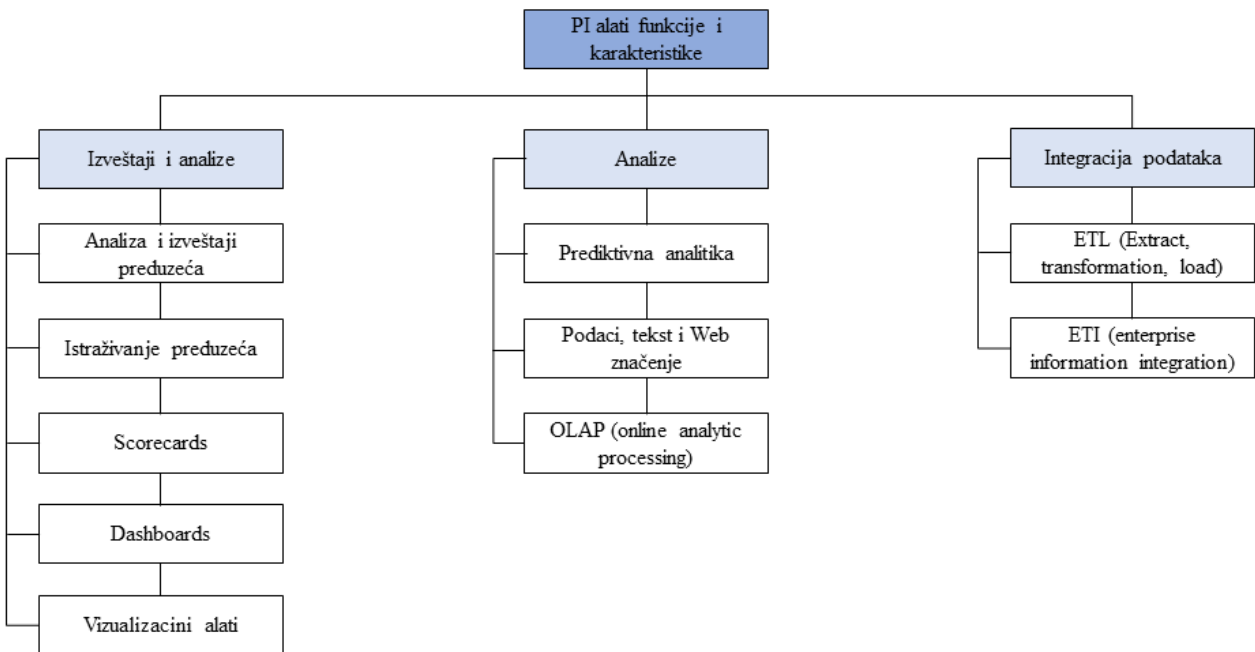 PI alati funkcije i
karakteristike
Izveštaji i analize
Analiza i izveštaji
preduzeća
Istraživanje preduzeća
Scorecards
Dashboards
Vizualizacini alati
Analize
Prediktivna analitika
Podaci, tekst i Web
značenje
OLAP (online analytic
processing)
Integracija podataka
ETL (Extract,
transformation, load)
ETI (enterprise
information integration)